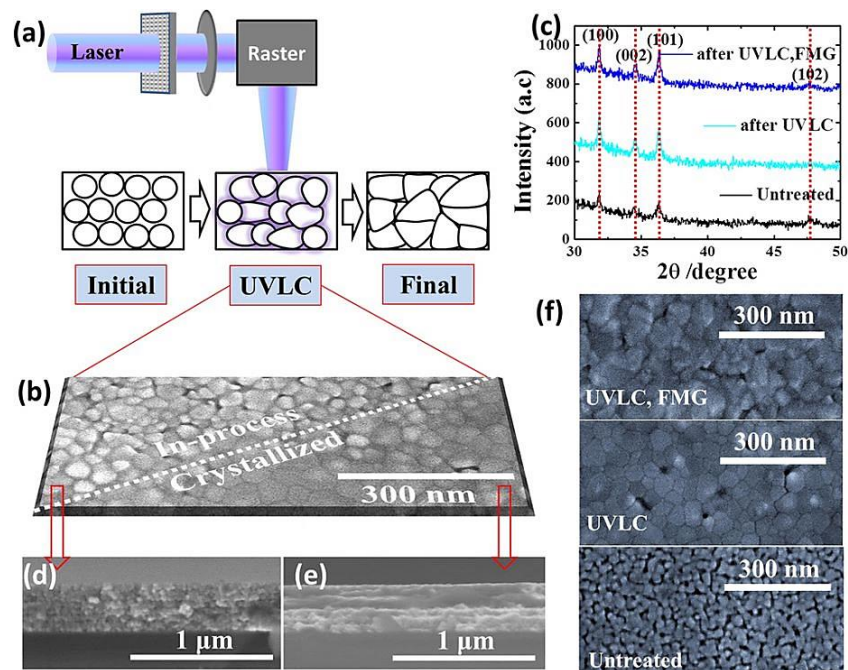 (a)
Laser
Raster
Initial
UVLC
Final
(b)
In-process
Crystallized
300 nm
(d)
1 μm
(e)
1 μm
(c)
(100)
(002)
(101)
(102)
after UVLC,FMG
after UVLC
Untreated
Intensity (a.c)
1000
800
600
400
200
0
30
35
40
45
50
2θ /degree
(f)
300 nm
UVLC, FMG
300 nm
UVLC
300 nm
Untreated